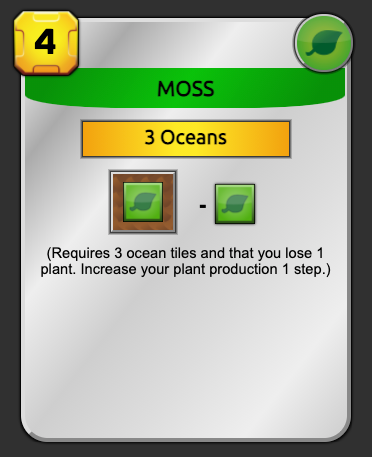 4
MOSS
3 Oceans
-
(Requires 3 ocean tiles and that you lose 1
plant. Increase your plant production 1 step.)